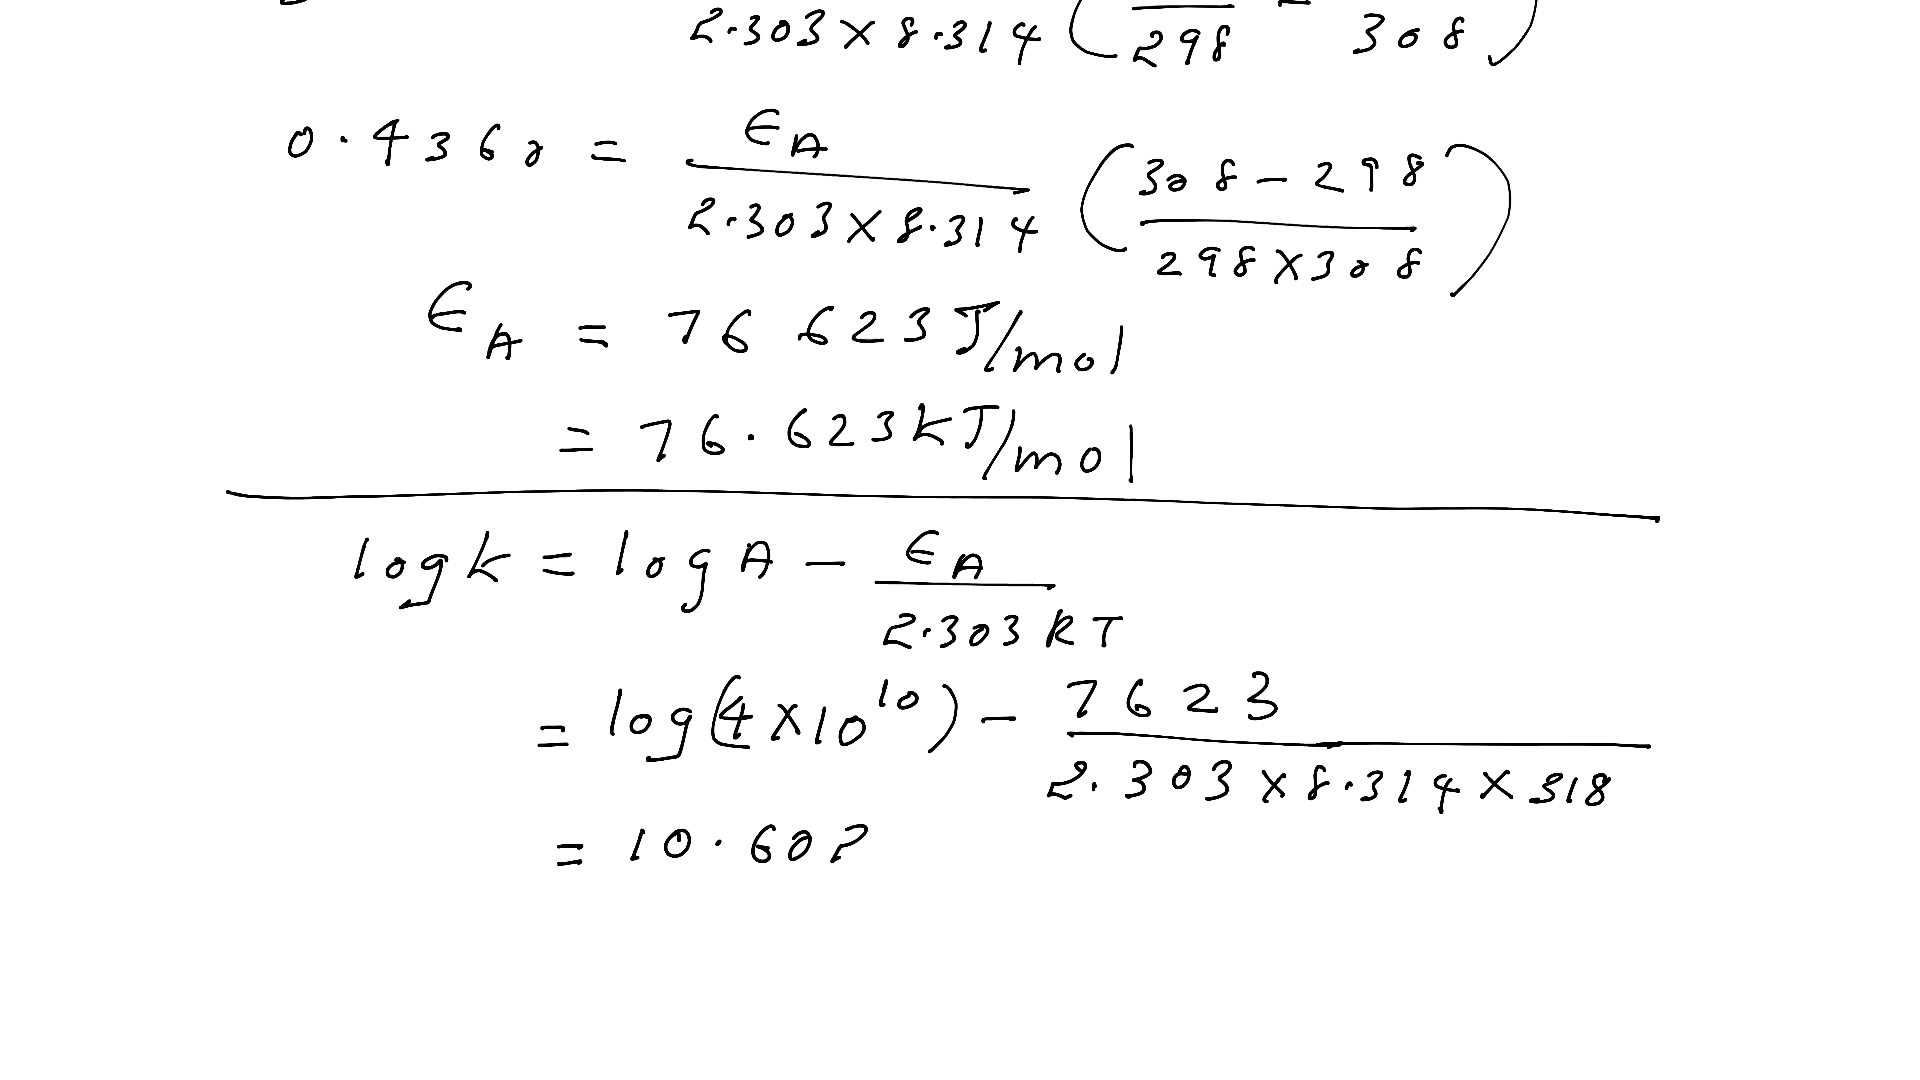 2.303 × 8.314 ( 298 - 308 )
0.4360 = EA / 2.303 × 8.314 ( 308 - 298 / 298 × 308 )
EA = 76 623 J/mol
= 76.623 kJ/mol
log k = log A - EA / 2.303 RT
= log(4 × 10^10) - 7623 / 2.303 × 8.314 × 318
= 10.602